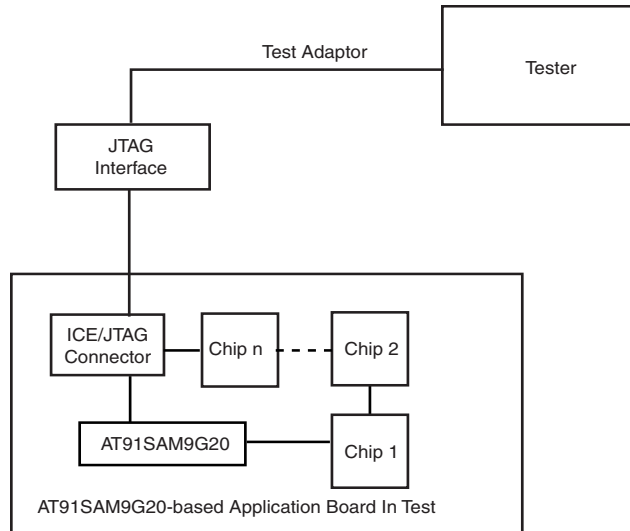 Test Adaptor
Tester
JTAG
Interface
ICE/JTAG
Connector
Chip n
Chip 2
AT91SAM9G20
Chip 1
AT91SAM9G20-based Application Board In Test